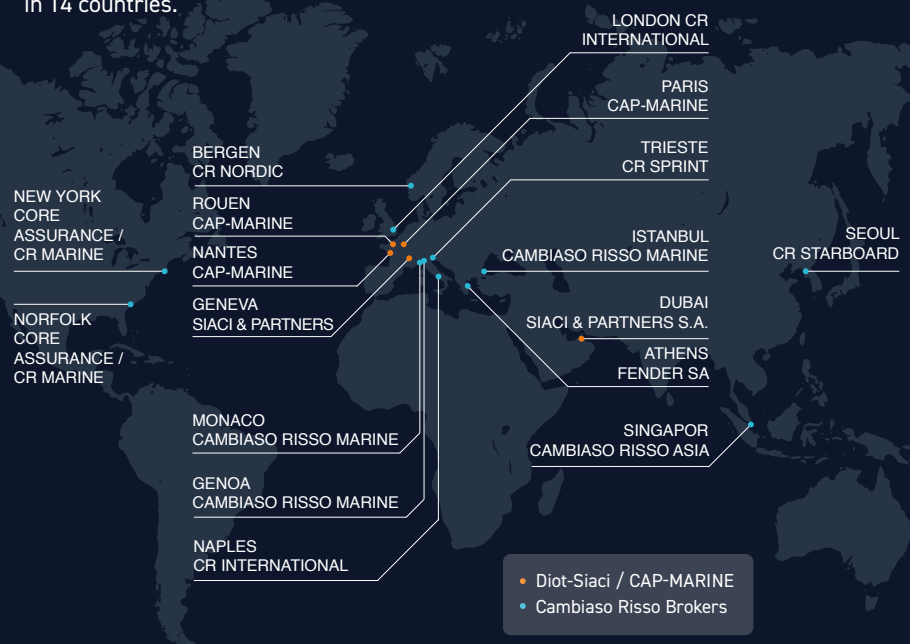 in 14 countries.
LONDON CR
INTERNATIONAL
PARIS
CAP-MARINE
TRIESTE
CR SPRINT
BERGEN
CR NORDIC
ROUEN
CAP-MARINE
NANTES
CAP-MARINE
GENEVA
SIACI & PARTNERS
NEW YORK
CORE
ASSURANCE /
CR MARINE
NORFOLK
CORE
ASSURANCE /
CR MARINE
ISTANBUL
CAMBIASO RISSO MARINE
SEOUL
CR STARBOARD
DUBAI
SIACI & PARTNERS S.A.
ATHENS
FENDER SA
MONACO
CAMBIASO RISSO MARINE
SINGAPOR
CAMBIASO RISSO ASIA
GENOA
CAMBIASO RISSO MARINE
NAPLES
CR INTERNATIONAL
Diot-Siaci / CAP-MARINE
Cambiaso Risso Brokers